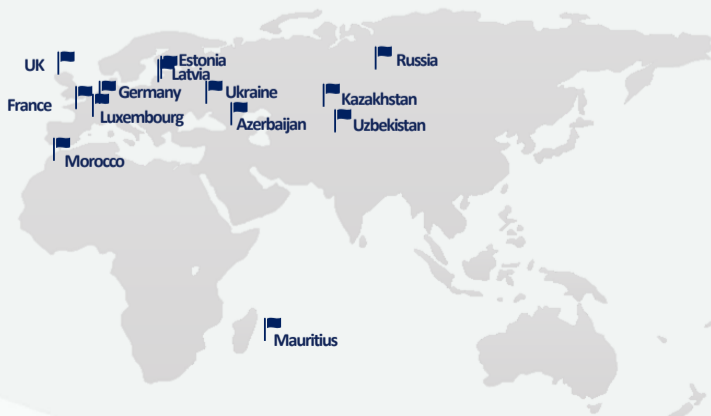 UK
Estonia
Latvia
Russia
France
Germany
Ukraine
Kazakhstan
Luxembourg
Azerbaijan
Uzbekistan
Morocco
Mauritius